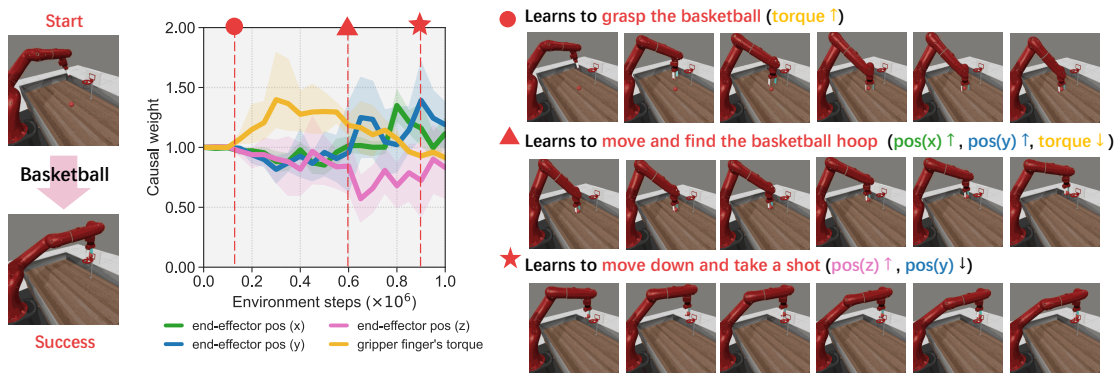 Start
Basketball
Success
Causal weight
2.00
1.50
1.00
0.50
0.00
0.0 0.2 0.4 0.6 0.8 1.0
Environment steps (×10⁶)
end-effector pos (x)
end-effector pos (y)
end-effector pos (z)
gripper finger's torque
Learns to grasp the basketball (torque ↑)
Learns to move and find the basketball hoop (pos(x) ↑, pos(y) ↑, torque ↓)
Learns to move down and take a shot (pos(z) ↑, pos(y) ↓)